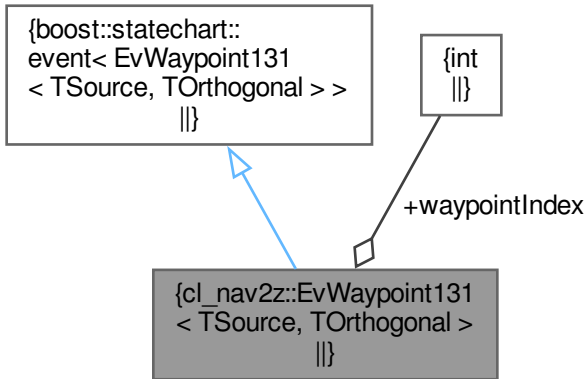 {boost::statechart::
event< EvWaypoint131
< TSource, TOrthogonal > >
||}
{int
||}
+waypointIndex
{cl_nav2z::EvWaypoint131
< TSource, TOrthogonal >
||}